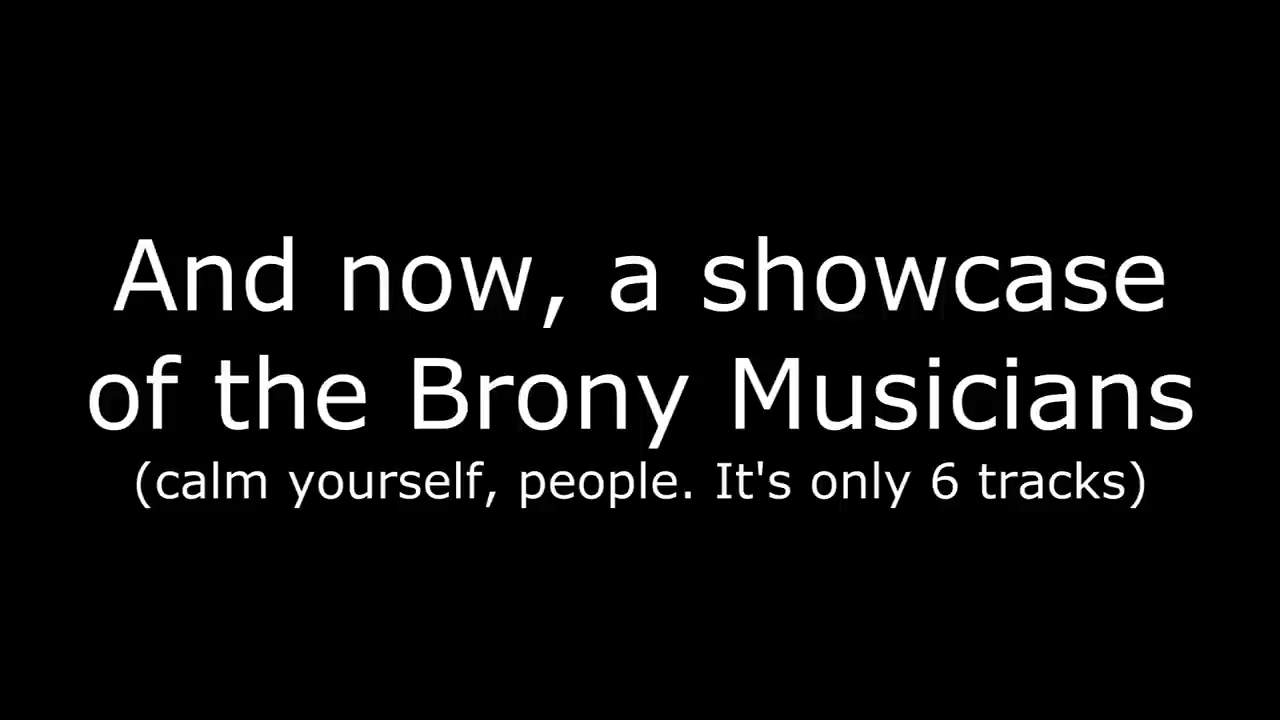 And now, a showcase
of the Brony Musicians
(calm yourself, people. It's only 6 tracks)